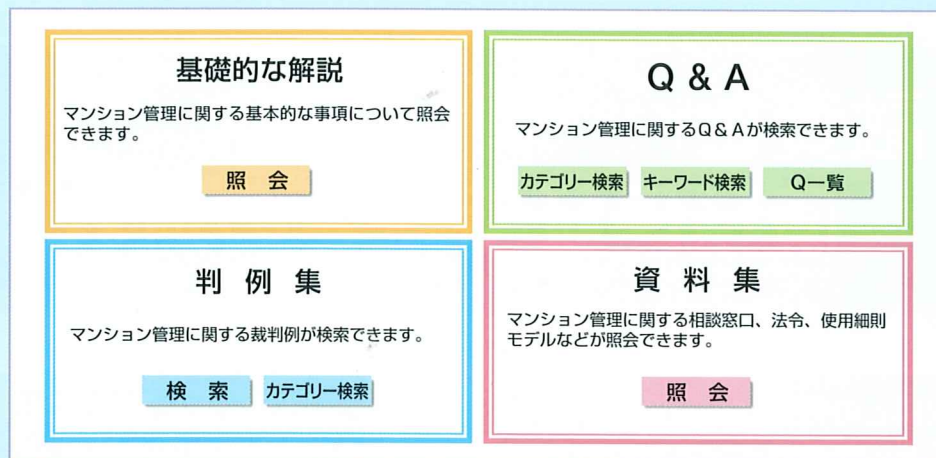 基礎的な解説
マンション管理に関する基本的な事項について照会
できます。
照 会
Q & A
マンション管理に関するQ&Aが検索できます。
カテゴリー検索 キーワード検索 Q一覧
判 例 集
マンション管理に関する裁判例が検索できます。
検 索 カテゴリー検索
資 料 集
マンション管理に関する相談窓口、法令、使用細則
モデルなどが照会できます。
照 会